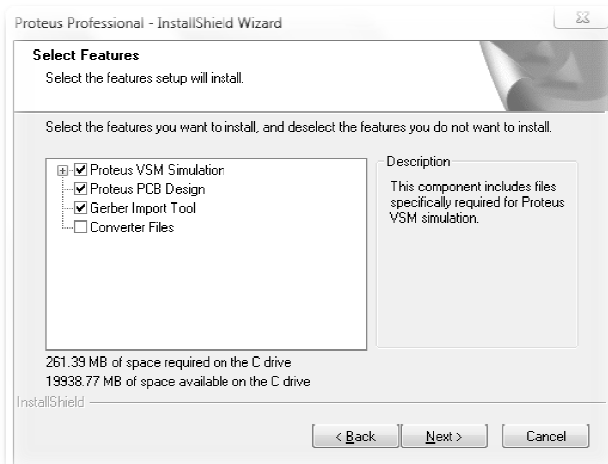 Proteus Professional - InstallShield Wizard
Select Features
Select the features setup will install.
Select the features you want to install, and deselect the features you do not want to install.
Proteus VSM Simulation
Proteus PCB Design
Gerber Import Tool
Converter Files
Description
This component includes files
specifically required for Proteus
VSM simulation.
261.39 MB of space required on the C drive
19938.77 MB of space available on the C drive
InstallShield
< Back
Next >
Cancel